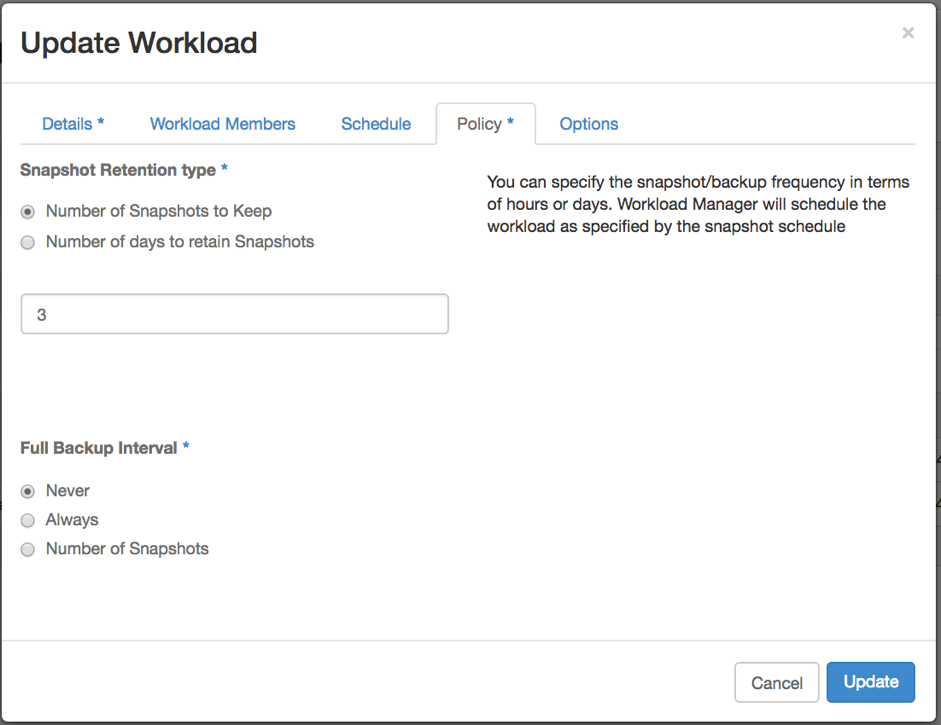 Update Workload
×
Details *
Workload Members
Schedule
Policy *
Options
Snapshot Retention type *
Number of Snapshots to Keep
Number of days to retain Snapshots
3
You can specify the snapshot/backup frequency in terms
of hours or days. Workload Manager will schedule the
workload as specified by the snapshot schedule
Full Backup Interval *
Never
Always
Number of Snapshots
Cancel
Update